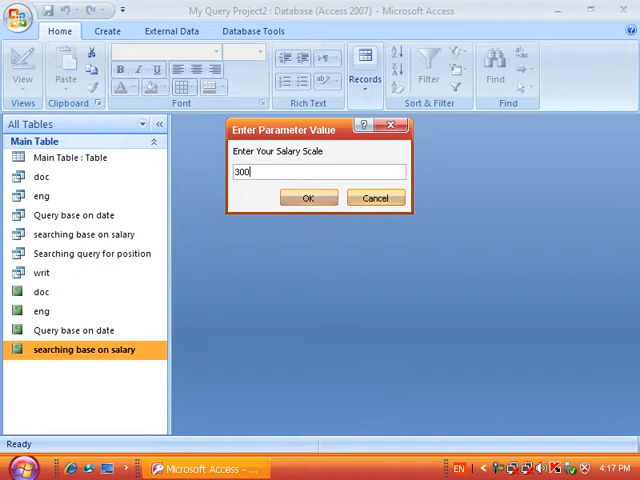 My Query Project2 : Database (Access 2007) - Microsoft Access
Home Create External Data Database Tools
View
Paste
Records
Filter
Find
B I U
Views
Clipboard
Font
Rich Text
Sort & Filter
Find
All Tables
Main Table
Main Table : Table
doc
eng
Query base on date
searching base on salary
Searching query for position
writ
doc
eng
Query base on date
searching base on salary
Enter Parameter Value
Enter Your Salary Scale
300
OK Cancel
Ready
Microsoft Access - ...
EN
4:17 PM